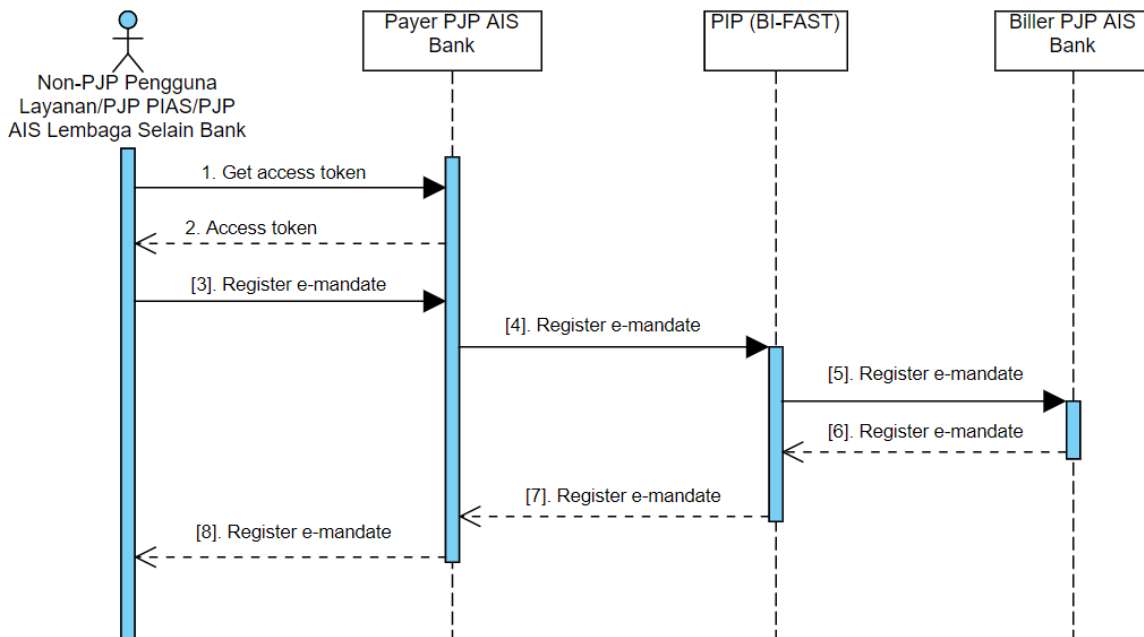 Payer PJP AIS
Bank
PIP (BI-FAST)
Biller PJP AIS
Bank
Non-PJP Pengguna
Layanan/PJP PIAS/PJP
AIS Lembaga Selain Bank
1. Get access token
2. Access token
[3]. Register e-mandate
[4]. Register e-mandate
[5]. Register e-mandate
[6]. Register e-mandate
[7]. Register e-mandate
[8]. Register e-mandate